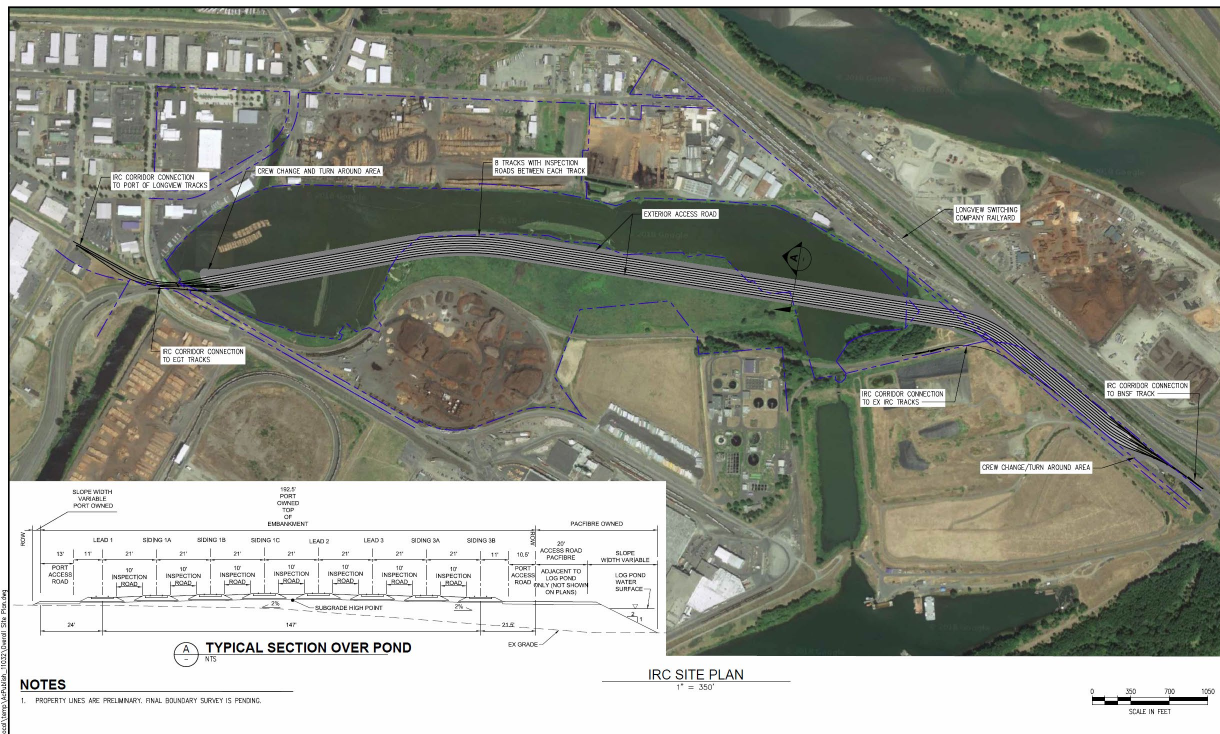 IRC CORRIDOR CONNECTION
TO PORT OF LONGVIEW TRACKS
CREW CHANGE AND TURN AROUND AREA
8 TRACKS WITH INSPECTION
ROADS BETWEEN EACH TRACK
EXTERIOR ACCESS ROAD
LONGVIEW SWITCHING
COMPANY RAILYARD
A
-
IRC CORRIDOR CONNECTION
TO EGT TRACKS
IRC CORRIDOR CONNECTION
TO EX IRC TRACKS
IRC CORRIDOR CONNECTION
TO BNSF TRACK
CREW CHANGE/TURN AROUND AREA
SLOPE WIDTH
VARIABLE
PORT OWNED
192.5'
PORT
OWNED
TOP
OF
EMBANKMENT
PACFIBRE OWNED
ROW
ROW
LEAD 1
SIDING 1A
SIDING 1B
SIDING 1C
LEAD 2
LEAD 3
SIDING 3A
SIDING 3B
13'
11'
21'
21'
21'
21'
21'
21'
21'
11'
10.5'
20'
ACCESS ROAD
PACFIBRE
SLOPE
WIDTH VARIABLE
PORT
ACCESS
ROAD
10'
INSPECTION
ROAD
10'
INSPECTION
ROAD
10'
INSPECTION
ROAD
10'
INSPECTION
ROAD
10'
INSPECTION
ROAD
10'
INSPECTION
ROAD
10'
INSPECTION
ROAD
PORT
ACCESS
ROAD
ADJACENT TO
LOG POND
ONLY (NOT SHOWN
ON PLANS)
LOG POND
WATER
SURFACE
2%
SUBGRADE HIGH POINT
2%
2
1
24'
147'
21.5'
EX GRADE
A
-
TYPICAL SECTION OVER POND
NTS
NOTES
1. PROPERTY LINES ARE PRELIMINARY. FINAL BOUNDARY SURVEY IS PENDING.
IRC SITE PLAN
1" = 350'
0 350 700 1050
SCALE IN FEET